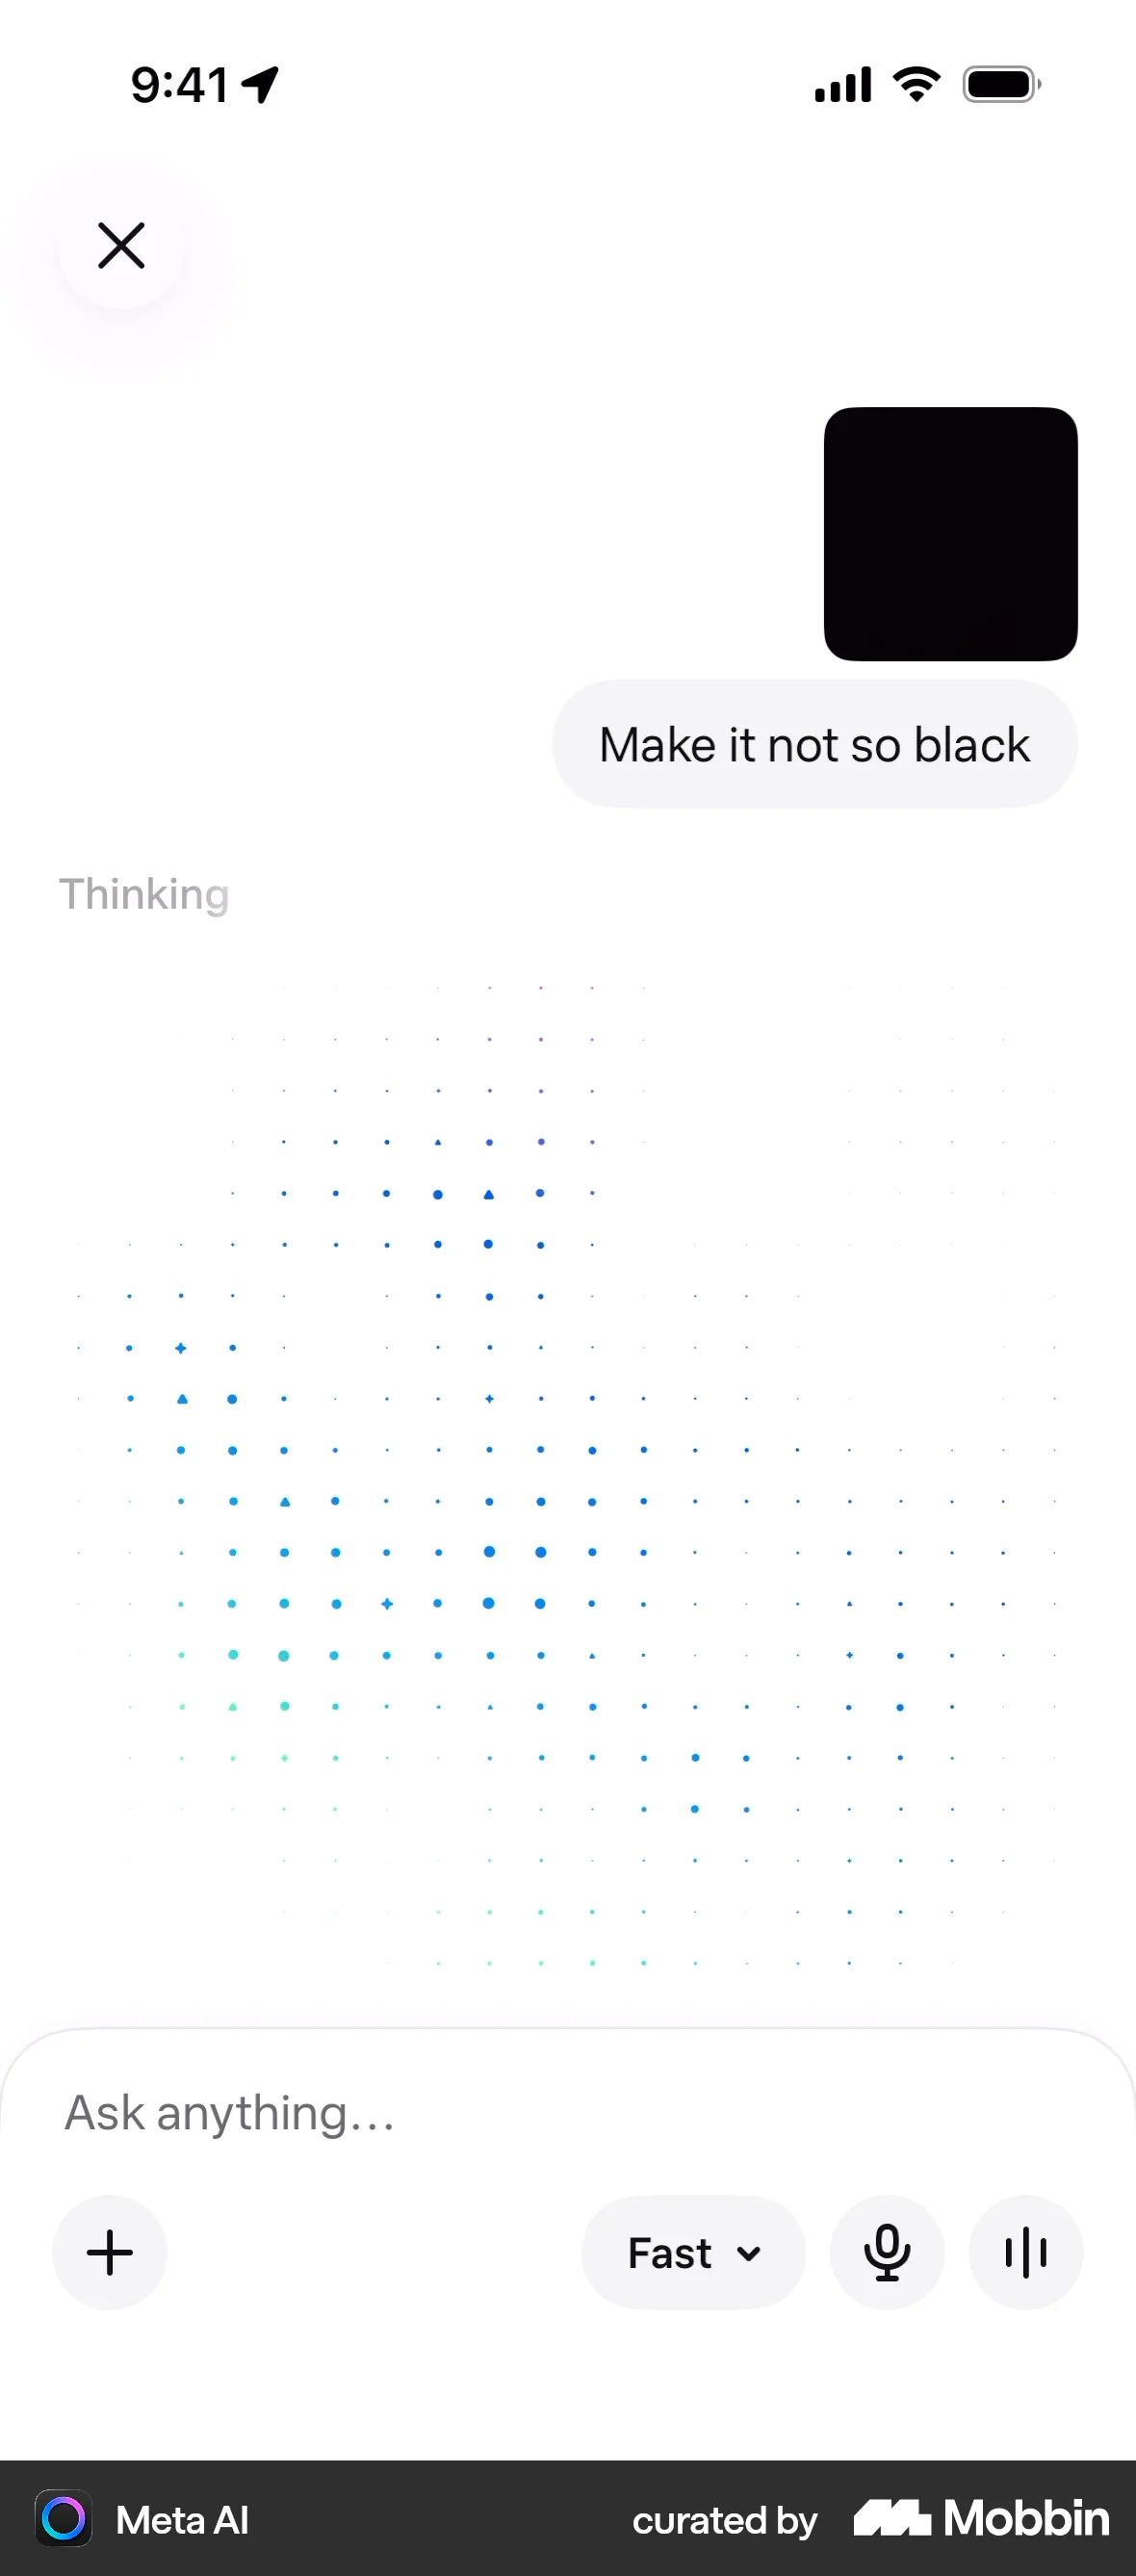 9:41
Make it not so black
Thinking
Ask anything...
Fast
Meta AI
curated by Mobbin